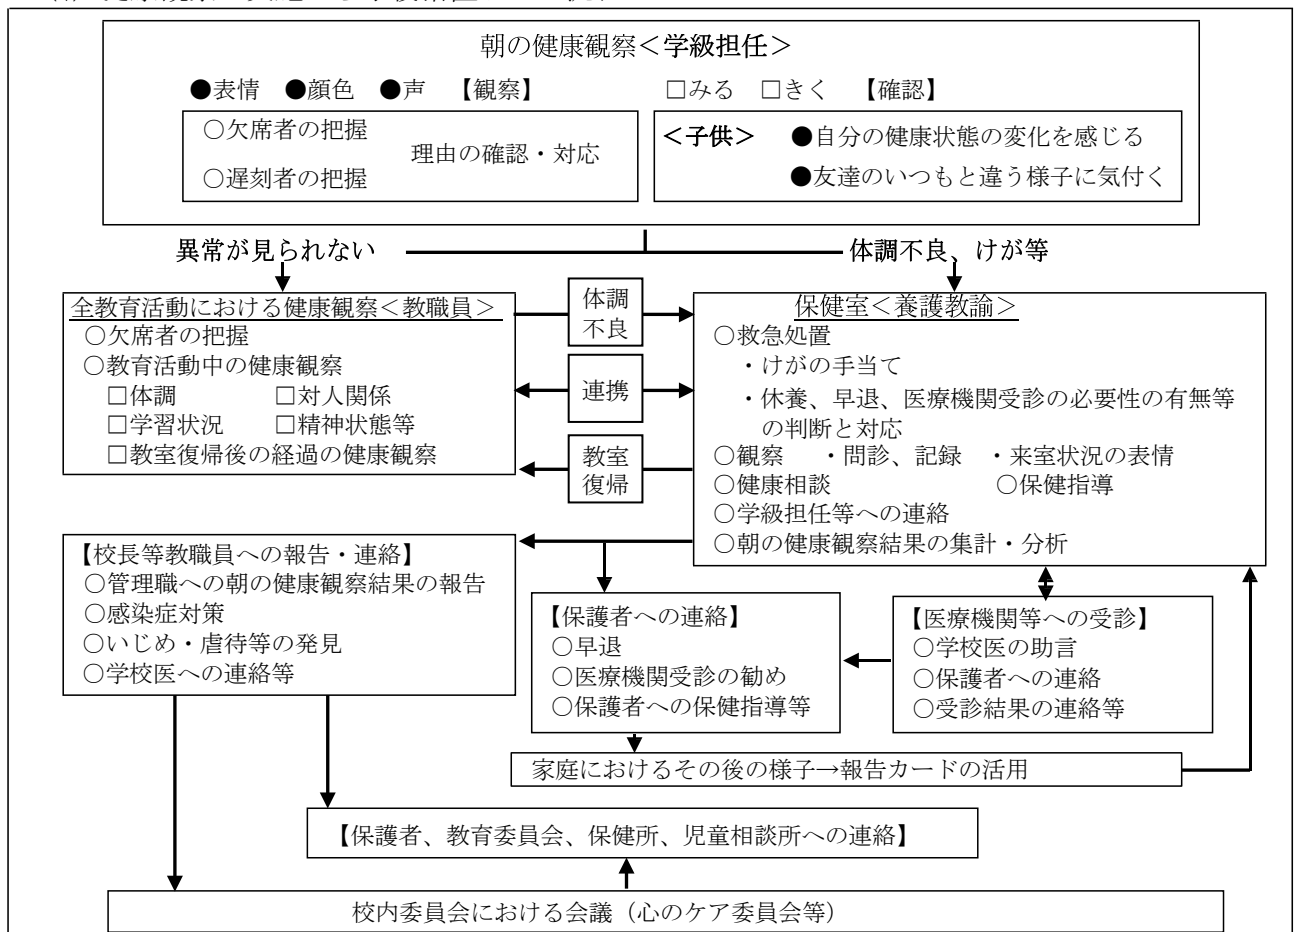 朝の健康観察＜学級担任＞
●表情　●顔色　●声　【観察】　　□みる　□きく　【確認】
○欠席者の把握
理由の確認・対応
○遅刻者の把握
＜子供＞　●自分の健康状態の変化を感じる
●友達のいつもと違う様子に気付く
異常が見られない
体調不良、けが等
全教育活動における健康観察＜教職員＞
○欠席者の把握
○教育活動中の健康観察
□体調　　□対人関係
□学習状況　　□精神状態等
□教室復帰後の経過の健康観察
体調
不良
連携
教室
復帰
保健室＜養護教諭＞
○救急処置
・けがの手当て
・休養、早退、医療機関受診の必要性の有無等
の判断と対応
○観察　・問診、記録　・来室状況の表情
○健康相談　　○保健指導
○学級担任等への連絡
○朝の健康観察結果の集計・分析
【校長等教職員への報告・連絡】
○管理職への朝の健康観察結果の報告
○感染症対策
○いじめ・虐待等の発見
○学校医への連絡等
【保護者への連絡】
○早退
○医療機関受診の勧め
○保護者への保健指導等
【医療機関等への受診】
○学校医の助言
○保護者への連絡
○受診結果の連絡等
家庭におけるその後の様子→報告カードの活用
【保護者、教育委員会、保健所、児童相談所への連絡】
校内委員会における会議（心のケア委員会等）